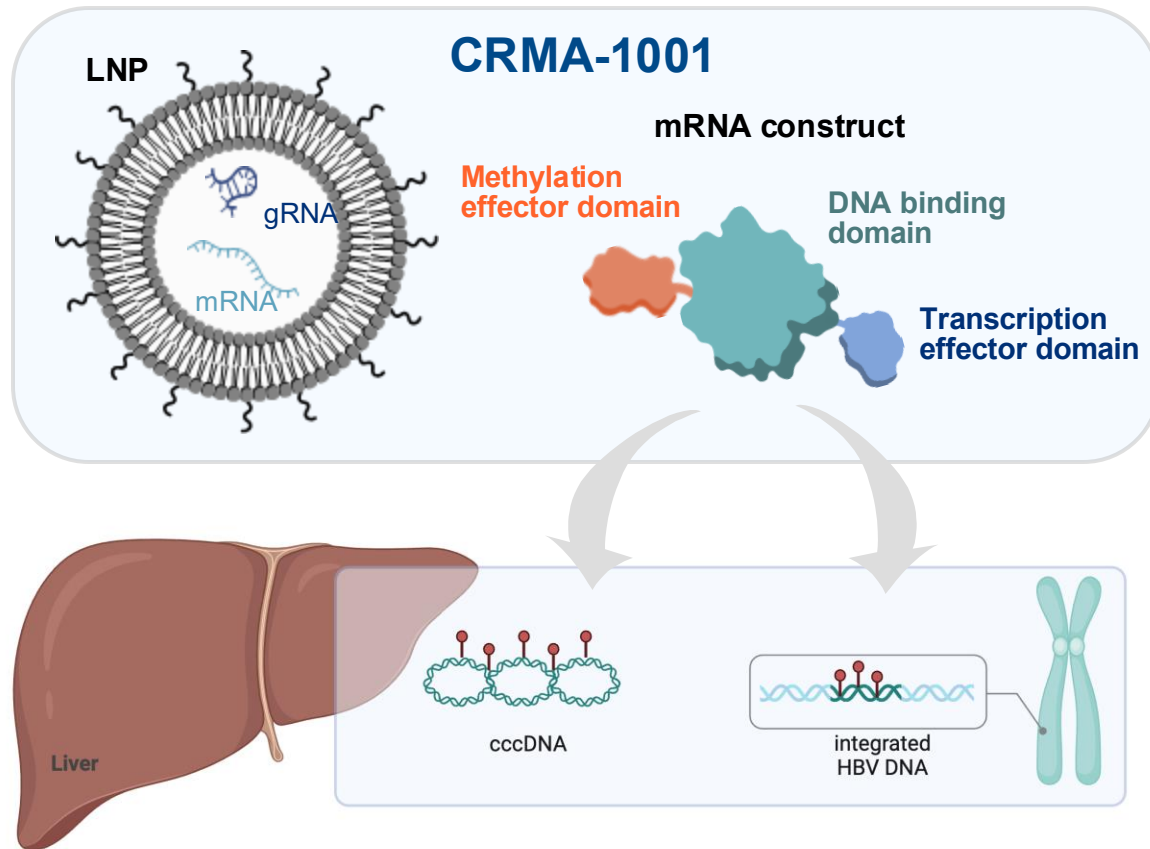 CRMA-1001
LNP
gRNA
mRNA
mRNA construct
Methylation
effector domain
DNA binding
domain
Transcription
effector domain
Liver
cccDNA
integrated
HBV DNA